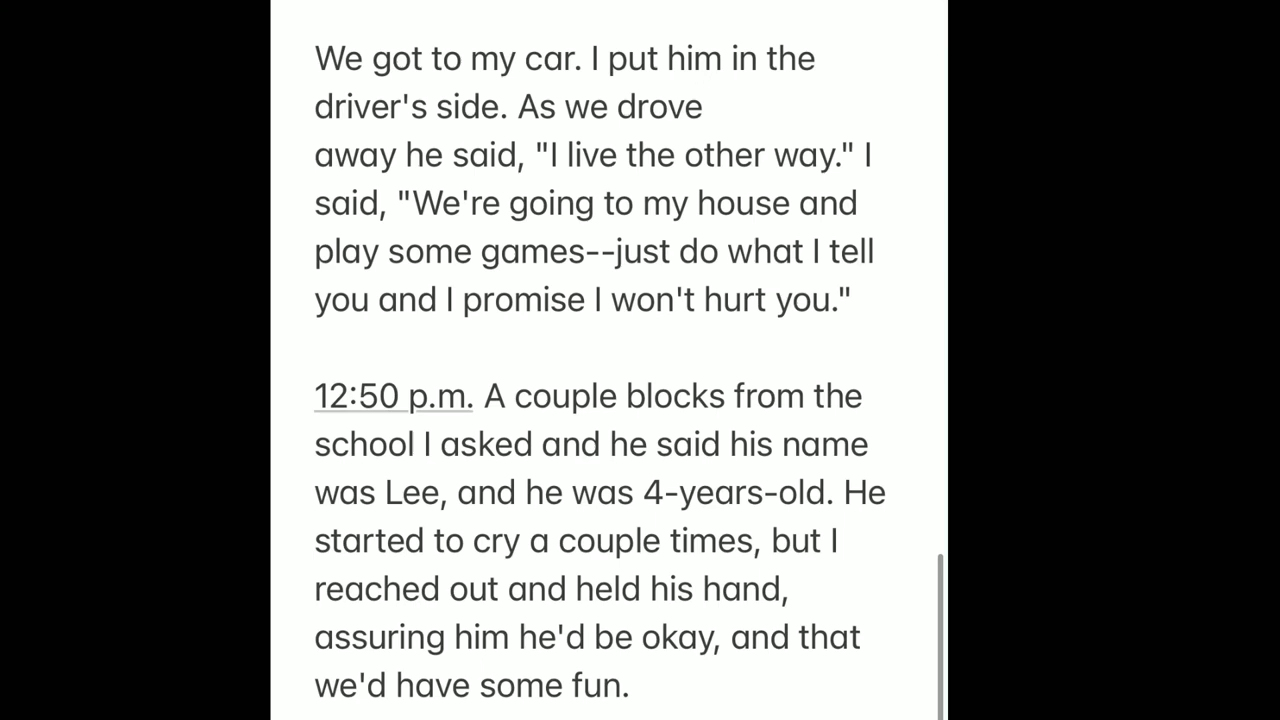 We got to my car. I put him in the
driver's side. As we drove
away he said, "I live the other way." I
said, "We're going to my house and
play some games--just do what I tell
you and I promise I won't hurt you."
12:50 p.m. A couple blocks from the
school I asked and he said his name
was Lee, and he was 4-years-old. He
started to cry a couple times, but I
reached out and held his hand,
assuring him he'd be okay, and that
we'd have some fun.